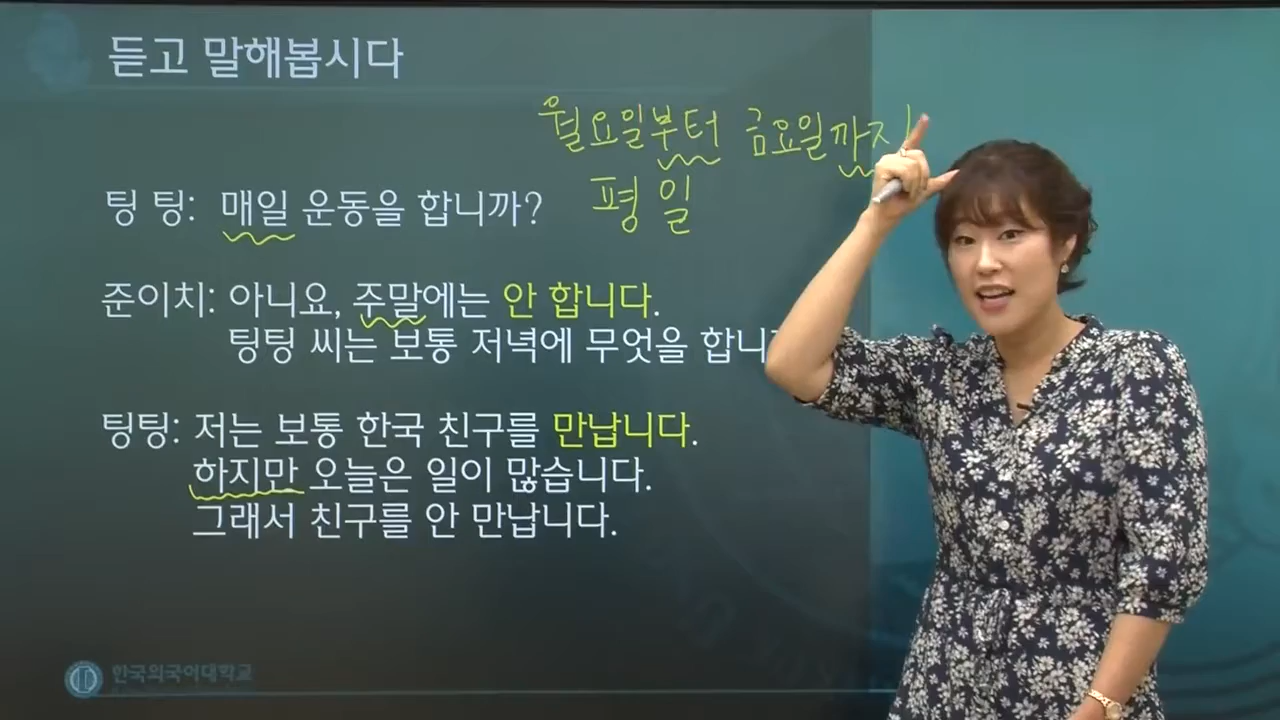 듣고 말해봅시다
월요일부터 금요일까지
평일
팅 팅: 매일 운동을 합니까?
준이치: 아니요, 주말에는 안 합니다.
팅팅 씨는 보통 저녁에 무엇을 합니
팅팅: 저는 보통 한국 친구를 만납니다.
하지만 오늘은 일이 많습니다.
그래서 친구를 안 만납니다.
한국외국어대학교